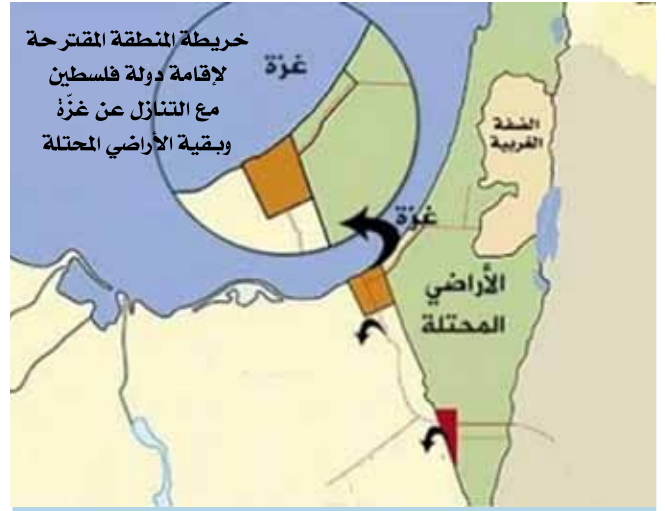 خريطة المنطقة المقترحة
لإقامة دولة فلسطين
مع التنازل عن غزّة
وبقية الأراضي المحتلة
غزة
الضفة
الغربية
غزة
الأراضي
المحتلة